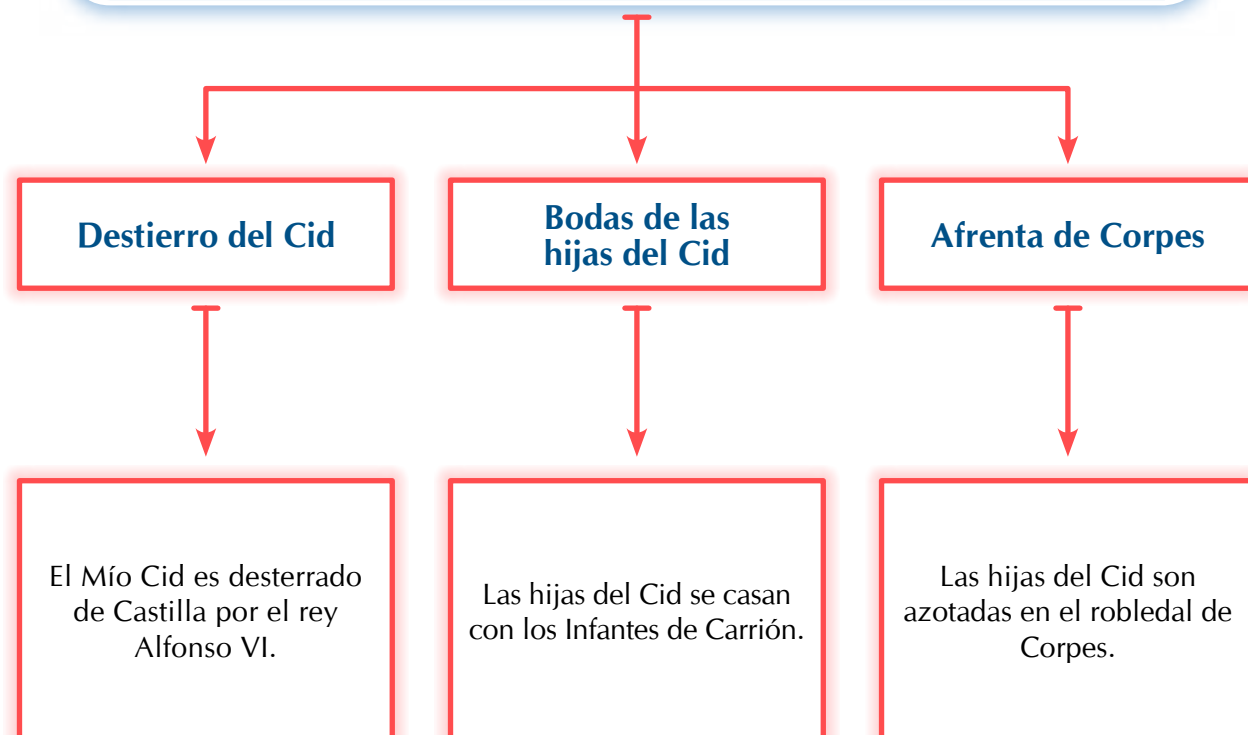 Destierro del Cid
Bodas de las
hijas del Cid
Afrenta de Corpes
El Mío Cid es desterrado
de Castilla por el rey
Alfonso VI.
Las hijas del Cid se casan
con los Infantes de Carrión.
Las hijas del Cid son
azotadas en el robledal de
Corpes.